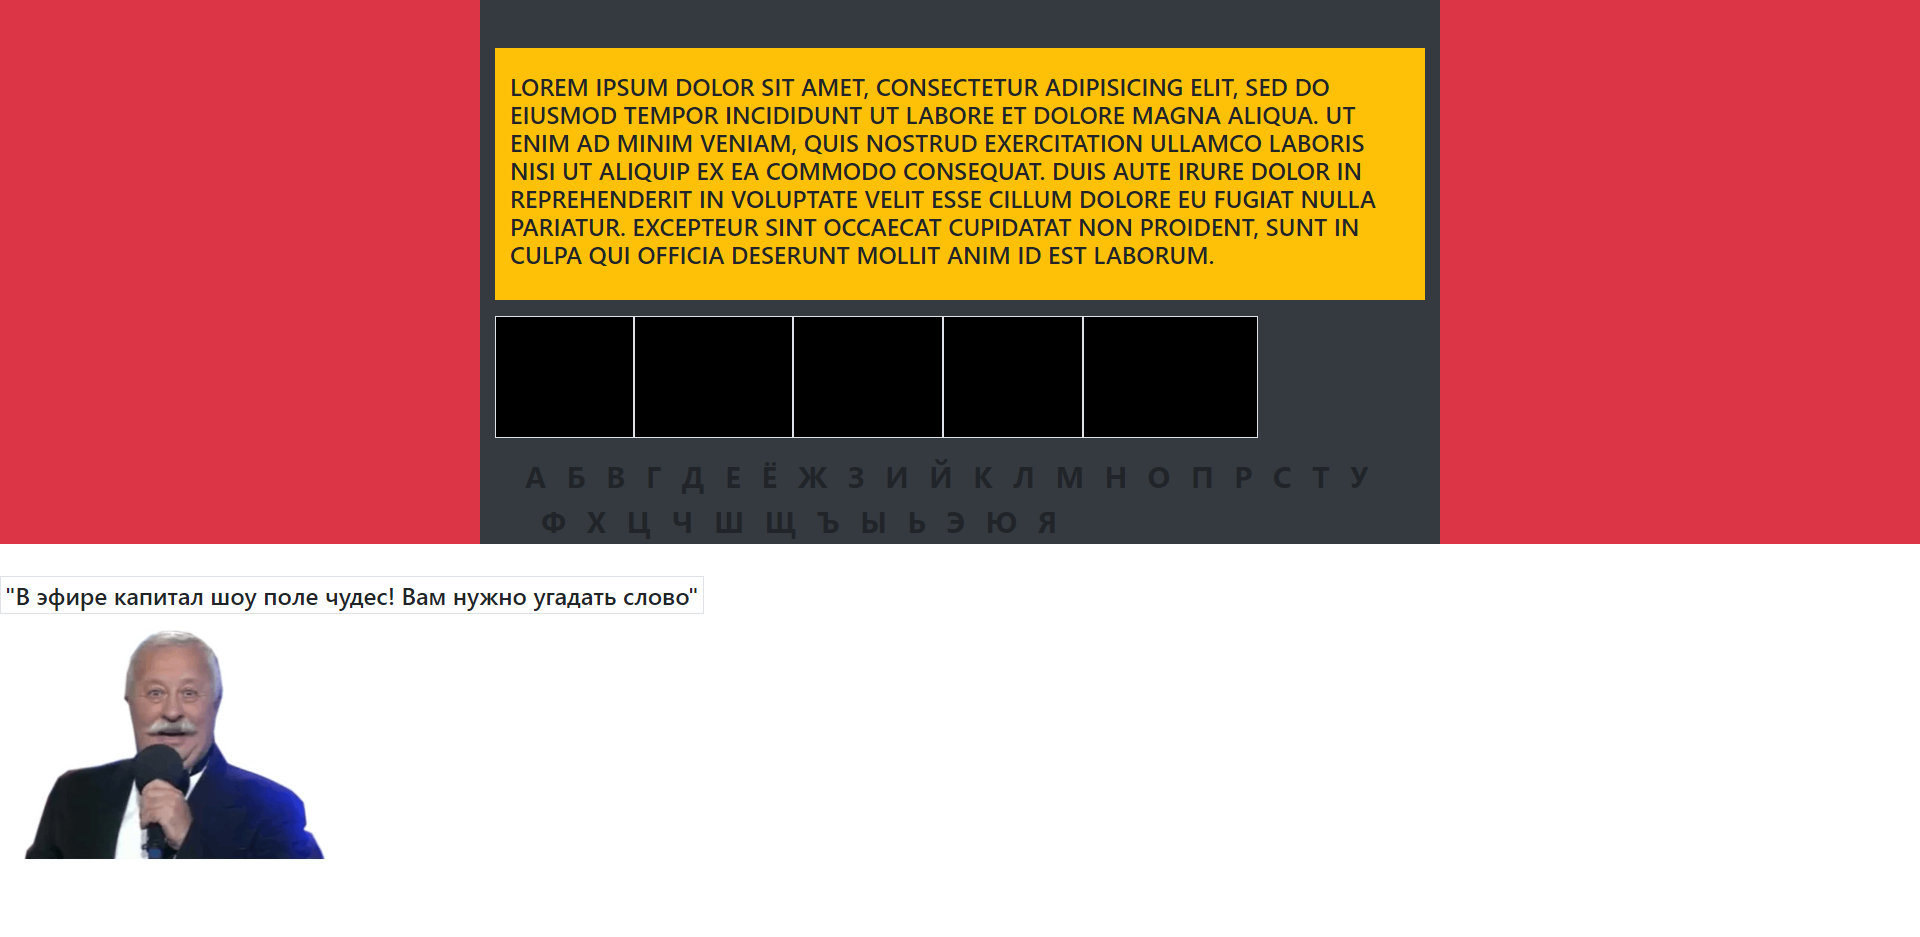 LOREM IPSUM DOLOR SIT AMET, CONSECTETUR ADIPISICING ELIT, SED DO
EIUSMOD TEMPOR INCIDIDUNT UT LABORE ET DOLORE MAGNA ALIQUA. UT
ENIM AD MINIM VENIAM, QUIS NOSTRUD EXERCITATION ULLAMCO LABORIS
NISI UT ALIQUIP EX EA COMMODO CONSEQUAT. DUIS AUTE IRURE DOLOR IN
REPREHENDERIT IN VOLUPTATE VELIT ESSE CILLUM DOLORE EU FUGIAT NULLA
PARIATUR. EXCEPTEUR SINT OCCAECAT CUPIDATAT NON PROIDENT, SUNT IN
CULPA QUI OFFICIA DESERUNT MOLLIT ANIM ID EST LABORUM.
А Б В Г Д Е Ё Ж З И Й К Л М Н О П Р С Т У
Ф Х Ц Ч Ш Щ Ъ Ы Ь Э Ю Я
"В эфире капитал шоу поле чудес! Вам нужно угадать слово"